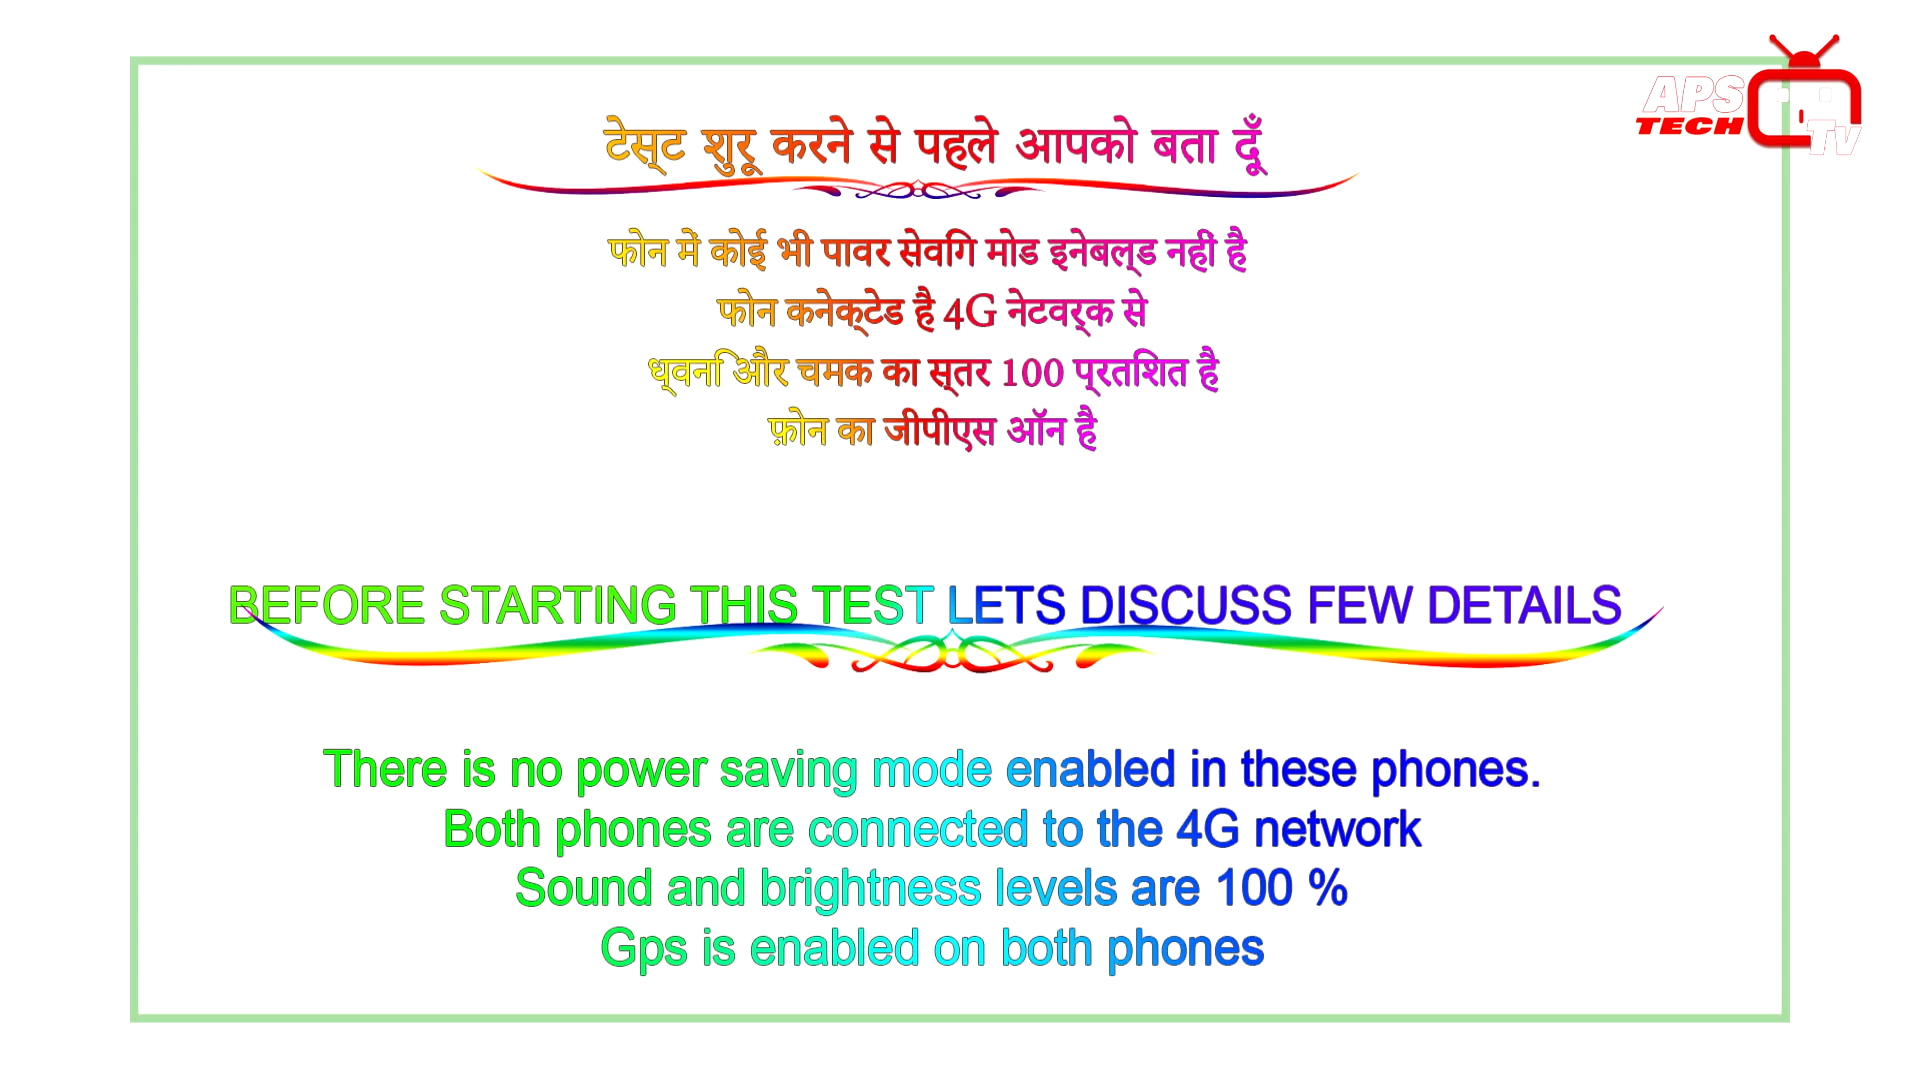 APS
TECH
Tv
टेस्ट शुरू करने से पहले आपको बता दूँ
फोन में कोई भी पावर सेवगि मोड इनेबल्ड नहीं है
फोन कनेक्टेड है 4G नेटवर्क से
ध्वनि और चमक का स्तर 100 प्रतशित है
फ़ोन का जीपीएस ऑन है
BEFORE STARTING THIS TEST LETS DISCUSS FEW DETAILS
There is no power saving mode enabled in these phones.
Both phones are connected to the 4G network
Sound and brightness levels are 100 %
Gps is enabled on both phones